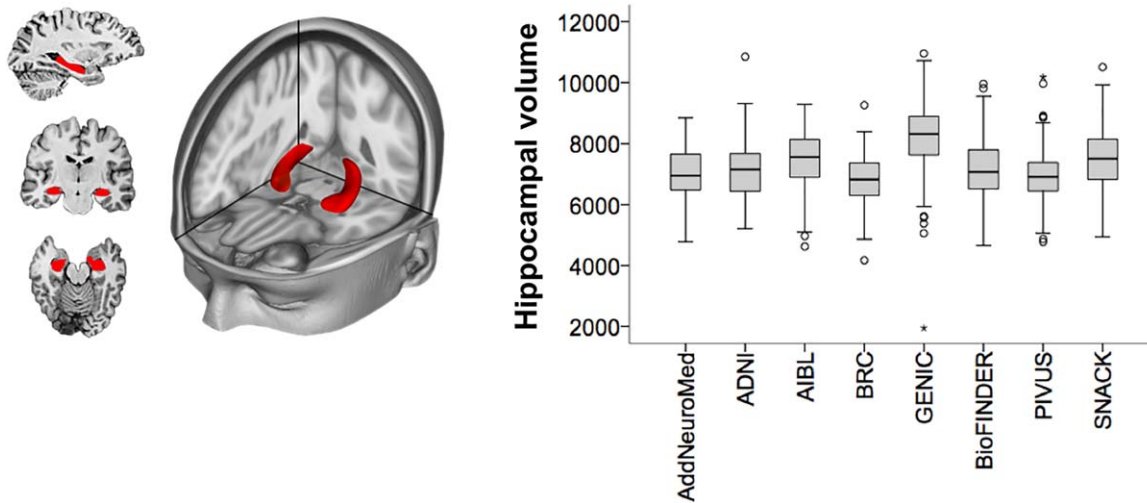 Hippocampal volume
12000
10000
8000
6000
4000
2000
AddNeuroMed
ADNI
AIBL
BRC
GENIC
BioFINDER
PIVUS
SNACK